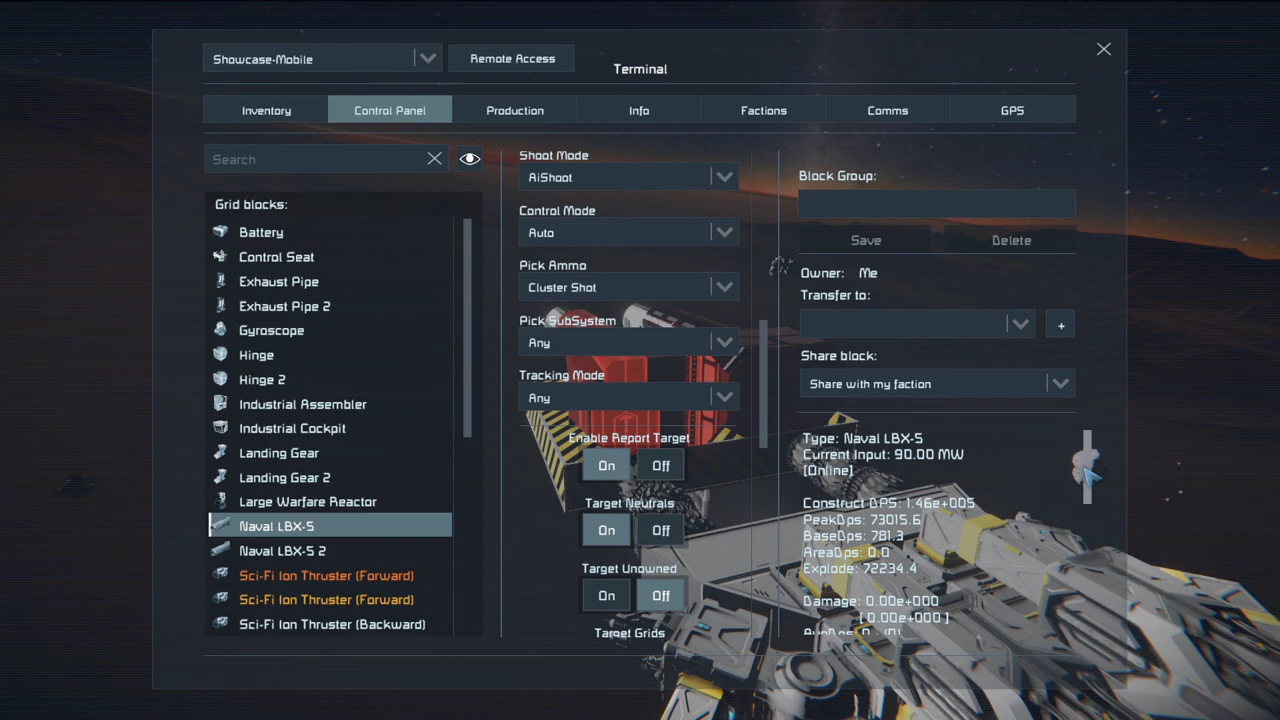 Showcase-Mobile
Remote Access
Terminal
Inventory
Control Panel
Production
Info
Factions
Comms
GPS
Search
Grid blocks:
Battery
Control Seat
Exhaust Pipe
Exhaust Pipe 2
Gyroscope
Hinge
Hinge 2
Industrial Assembler
Industrial Cockpit
Landing Gear
Landing Gear 2
Large Warfare Reactor
Naval LBX-5
Naval LBX-5 2
Sci-Fi Ion Thruster (Forward)
Sci-Fi Ion Thruster (Forward)
Sci-Fi Ion Thruster (Backward)
Shoot Mode
AiShoot
Control Mode
Auto
Pick Ammo
Cluster Shot
Pick SubSystem
Any
Tracking Mode
Any
Enable Report Target
On Off
Target Neutrals
On Off
Target Unowned
On Off
Target Grids
Block Group:
Save
Delete
Owner: Me
Transfer to:
+
Share block:
Share with my faction
Type: Naval LBX-5
Current Input: 90.00 MW
[Online]
Construct DPS: 1.46e+005
PeakDps: 73015.6
BaseDps: 781.3
AreaDps: 0.0
Explode: 72234.4
Damage: 0.00e+000
[ 0.00e+000 ]